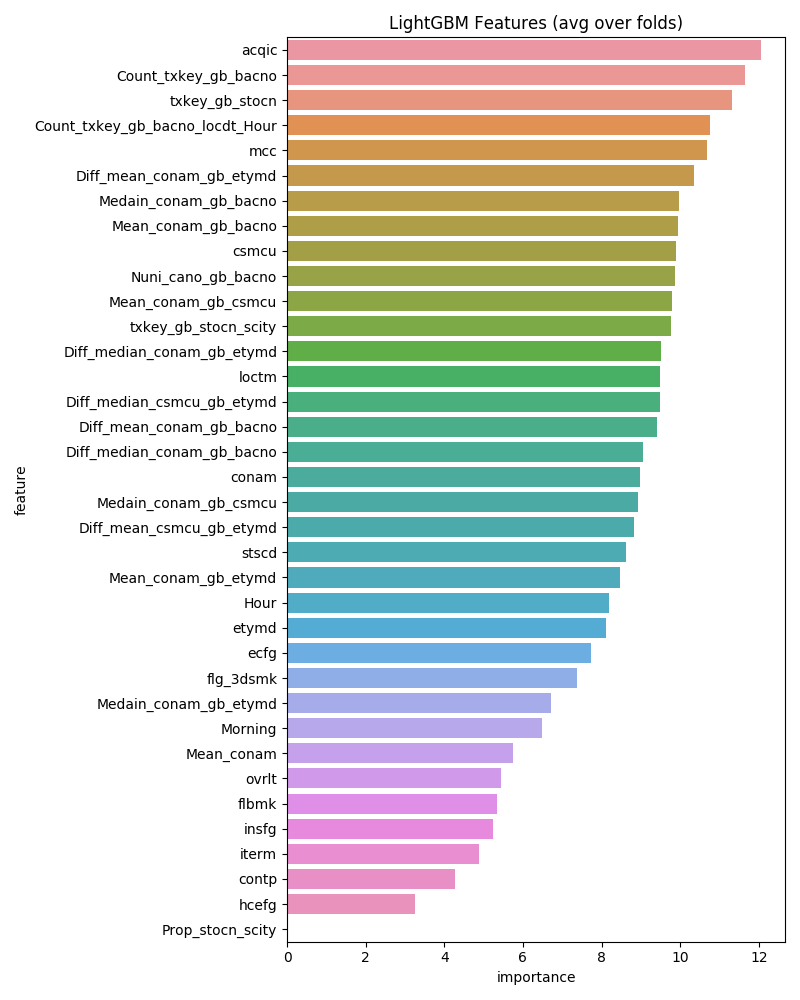 LightGBM Features (avg over folds)
acqic
Count_txkey_gb_bacno
txkey_gb_stocn
Count_txkey_gb_bacno_locdt_Hour
mcc
Diff_mean_conam_gb_etymd
Medain_conam_gb_bacno
Mean_conam_gb_bacno
csmcu
Nuni_cano_gb_bacno
Mean_conam_gb_csmcu
txkey_gb_stocn_scity
Diff_median_conam_gb_etymd
loctm
Diff_median_csmcu_gb_etymd
Diff_mean_conam_gb_bacno
Diff_median_conam_gb_bacno
conam
Medain_conam_gb_csmcu
Diff_mean_csmcu_gb_etymd
stscd
Mean_conam_gb_etymd
Hour
etymd
ecfg
flg_3dsmk
Medain_conam_gb_etymd
Morning
Mean_conam
ovrlt
flbmk
insfg
iterm
contp
hcefg
Prop_stocn_scity
feature
0 2 4 6 8 10 12
importance